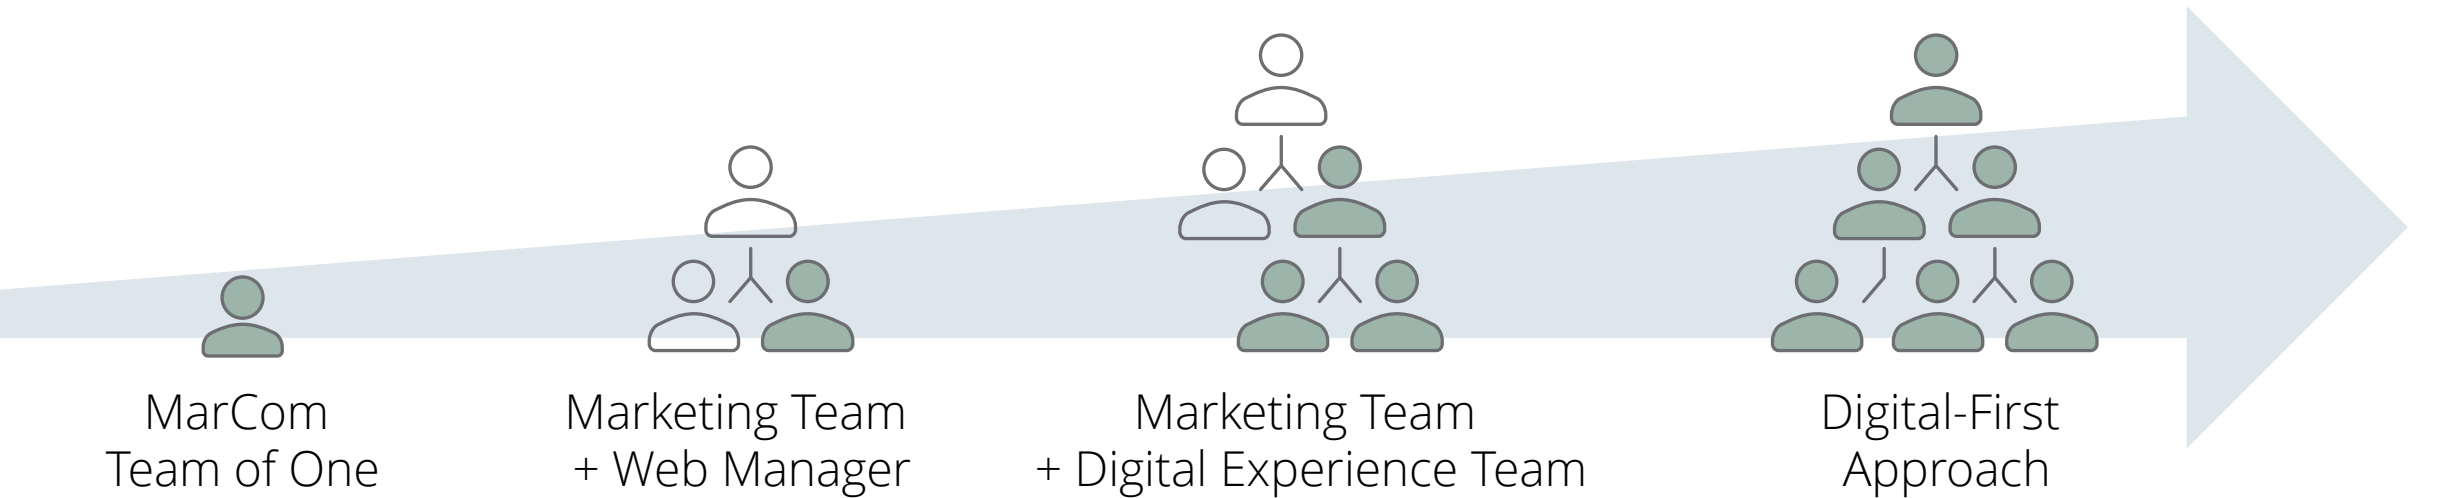 MarCom
Team of One
Marketing Team
+ Web Manager
Marketing Team
+ Digital Experience Team
Digital-First
Approach